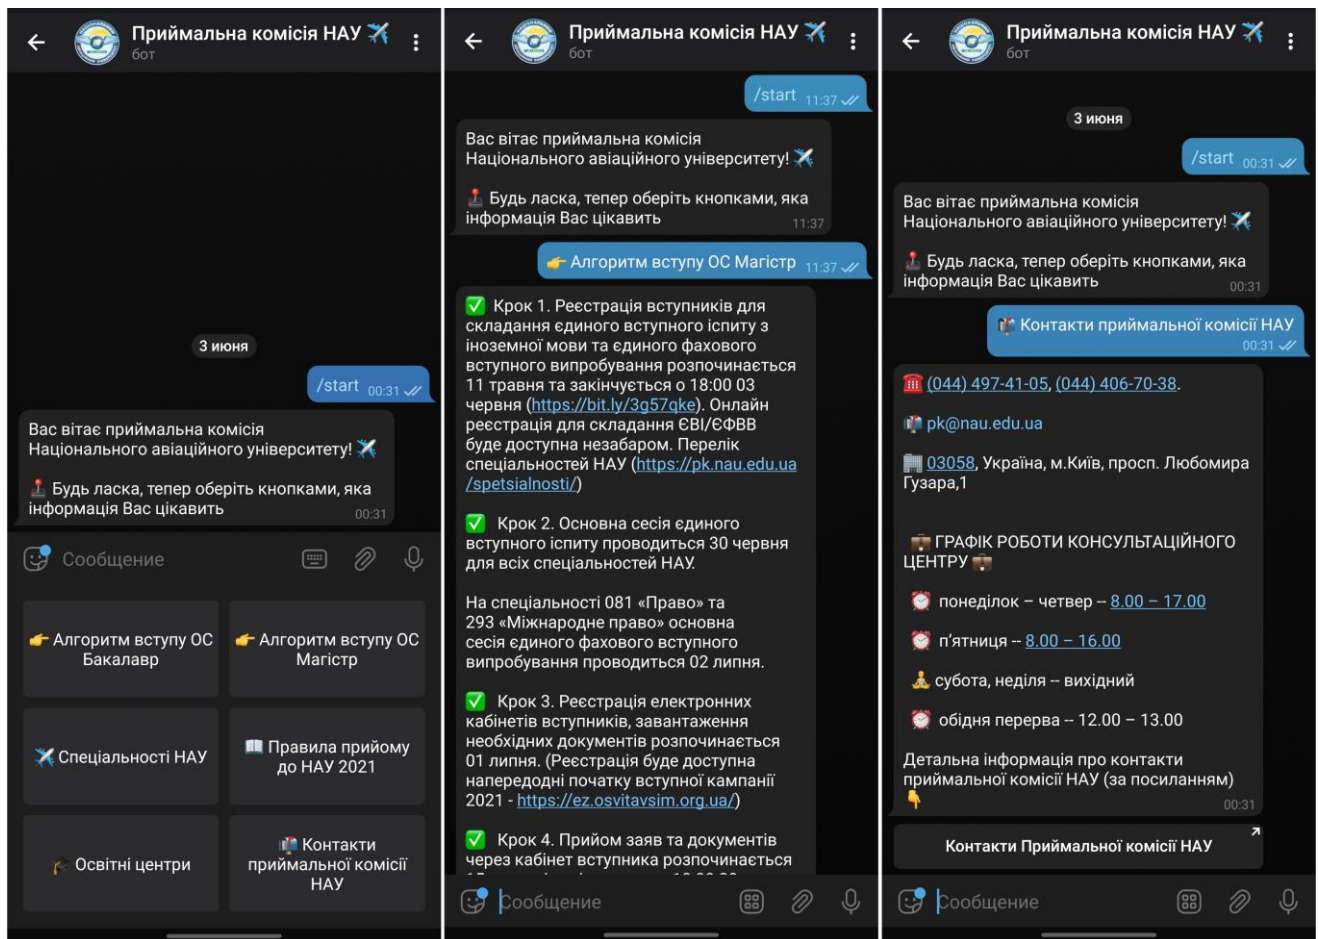 Приймальна комісія НАУ
бот
3 июня
/start 00:31
Вас вітає приймальна комісія
Національного авіаційного університету!
Будь ласка, тепер оберіть кнопками, яка
інформація Вас цікавить
00:31
Сообщение
Алгоритм вступу ОС
Бакалавр
Алгоритм вступу ОС
Магістр
Спеціальності НАУ
Правила прийому
до НАУ 2021
Освітні центри
Контакти
приймальної комісії
НАУ
Приймальна комісія НАУ
бот
/start 11:37
Вас вітає приймальна комісія
Національного авіаційного університету!
Будь ласка, тепер оберіть кнопками, яка
інформація Вас цікавить
11:37
Алгоритм вступу ОС Магістр 11:37
Крок 1. Реєстрація вступників для
складання єдиного вступного іспиту з
іноземної мови та єдиного фахового
вступного випробування розпочинається
11 травня та закінчується о 18:00 03
червня (https://bit.ly/3g57qke). Онлайн
реєстрація для складання ЄВІ/ЄФВВ
буде доступна незабаром. Перелік
спеціальностей НАУ (https://pk.nau.edu.ua
/spetsialnosti/)
Крок 2. Основна сесія єдиного
вступного іспиту проводиться 30 червня
для всіх спеціальностей НАУ.
На спеціальності 081 «Право» та
293 «Міжнародне право» основна
сесія єдиного фахового вступного
випробування проводиться 02 липня.
Крок 3. Реєстрація електронних
кабінетів вступників, завантаження
необхідних документів розпочинається
01 липня. (Реєстрація буде доступна
напередодні початку вступної кампанії
2021 - https://ez.osvitavsim.org.ua/)
Крок 4. Прийом заяв та документів
через кабінет вступника розпочинається
Сообщение
Приймальна комісія НАУ
бот
3 июня
/start 00:31
Вас вітає приймальна комісія
Національного авіаційного університету!
Будь ласка, тепер оберіть кнопками, яка
інформація Вас цікавить
00:31
Контакти приймальної комісії НАУ
00:31
(044) 497-41-05, (044) 406-70-38.
pk@nau.edu.ua
03058, Україна, м.Київ, просп. Любомира
Гузара,1
ГРАФІК РОБОТИ КОНСУЛЬТАЦІЙНОГО
ЦЕНТРУ
понеділок – четвер -- 8.00 – 17.00
п’ятниця -- 8.00 – 16.00
субота, неділя -- вихідний
обідня перерва -- 12.00 – 13.00
Детальна інформація про контакти
приймальної комісії НАУ (за посиланням)
00:31
Контакти Приймальної комісії НАУ
Сообщение